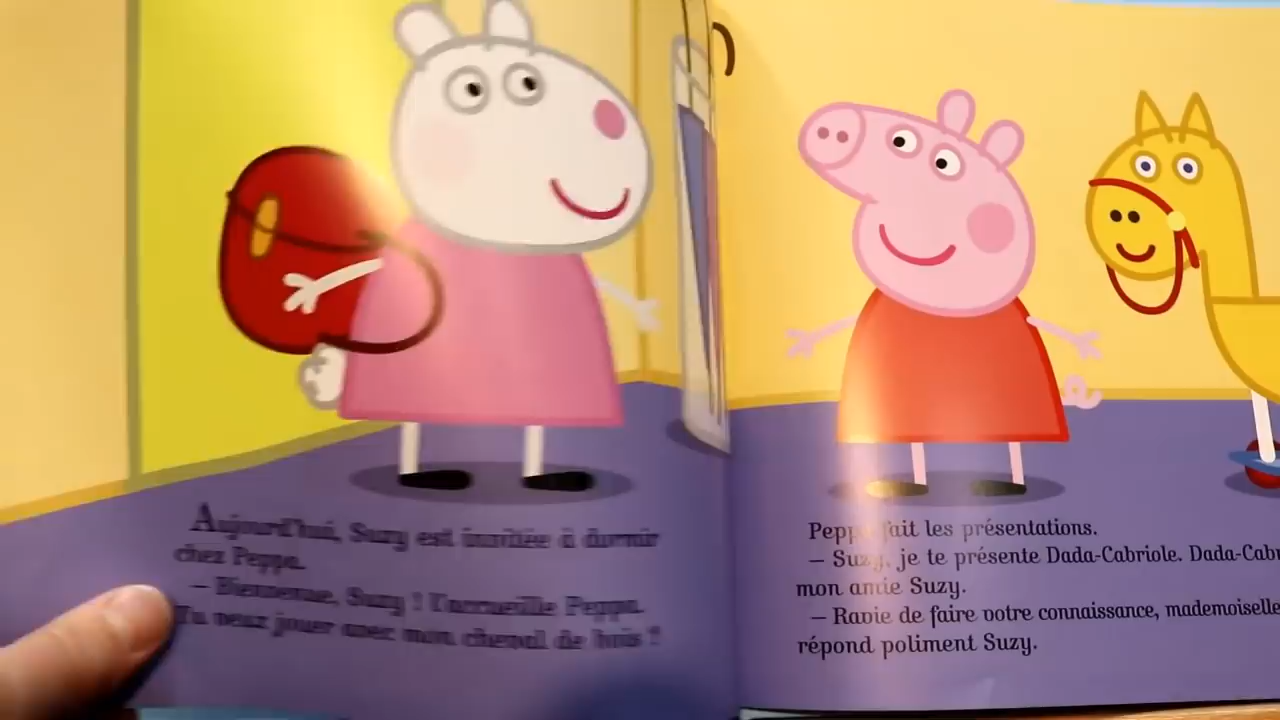 Aujourd'hui, Suzy est invitée à dormir
chez Peppa.
– Bienvenue, Suzy ! l'accueille Peppa.
Tu veux jouer avec mon cheval de bois ?
Peppa fait les présentations.
– Suzy, je te présente Dada-Cabriole. Dada-Cab
mon amie Suzy.
– Ravie de faire votre connaissance, mademoiselle
répond poliment Suzy.